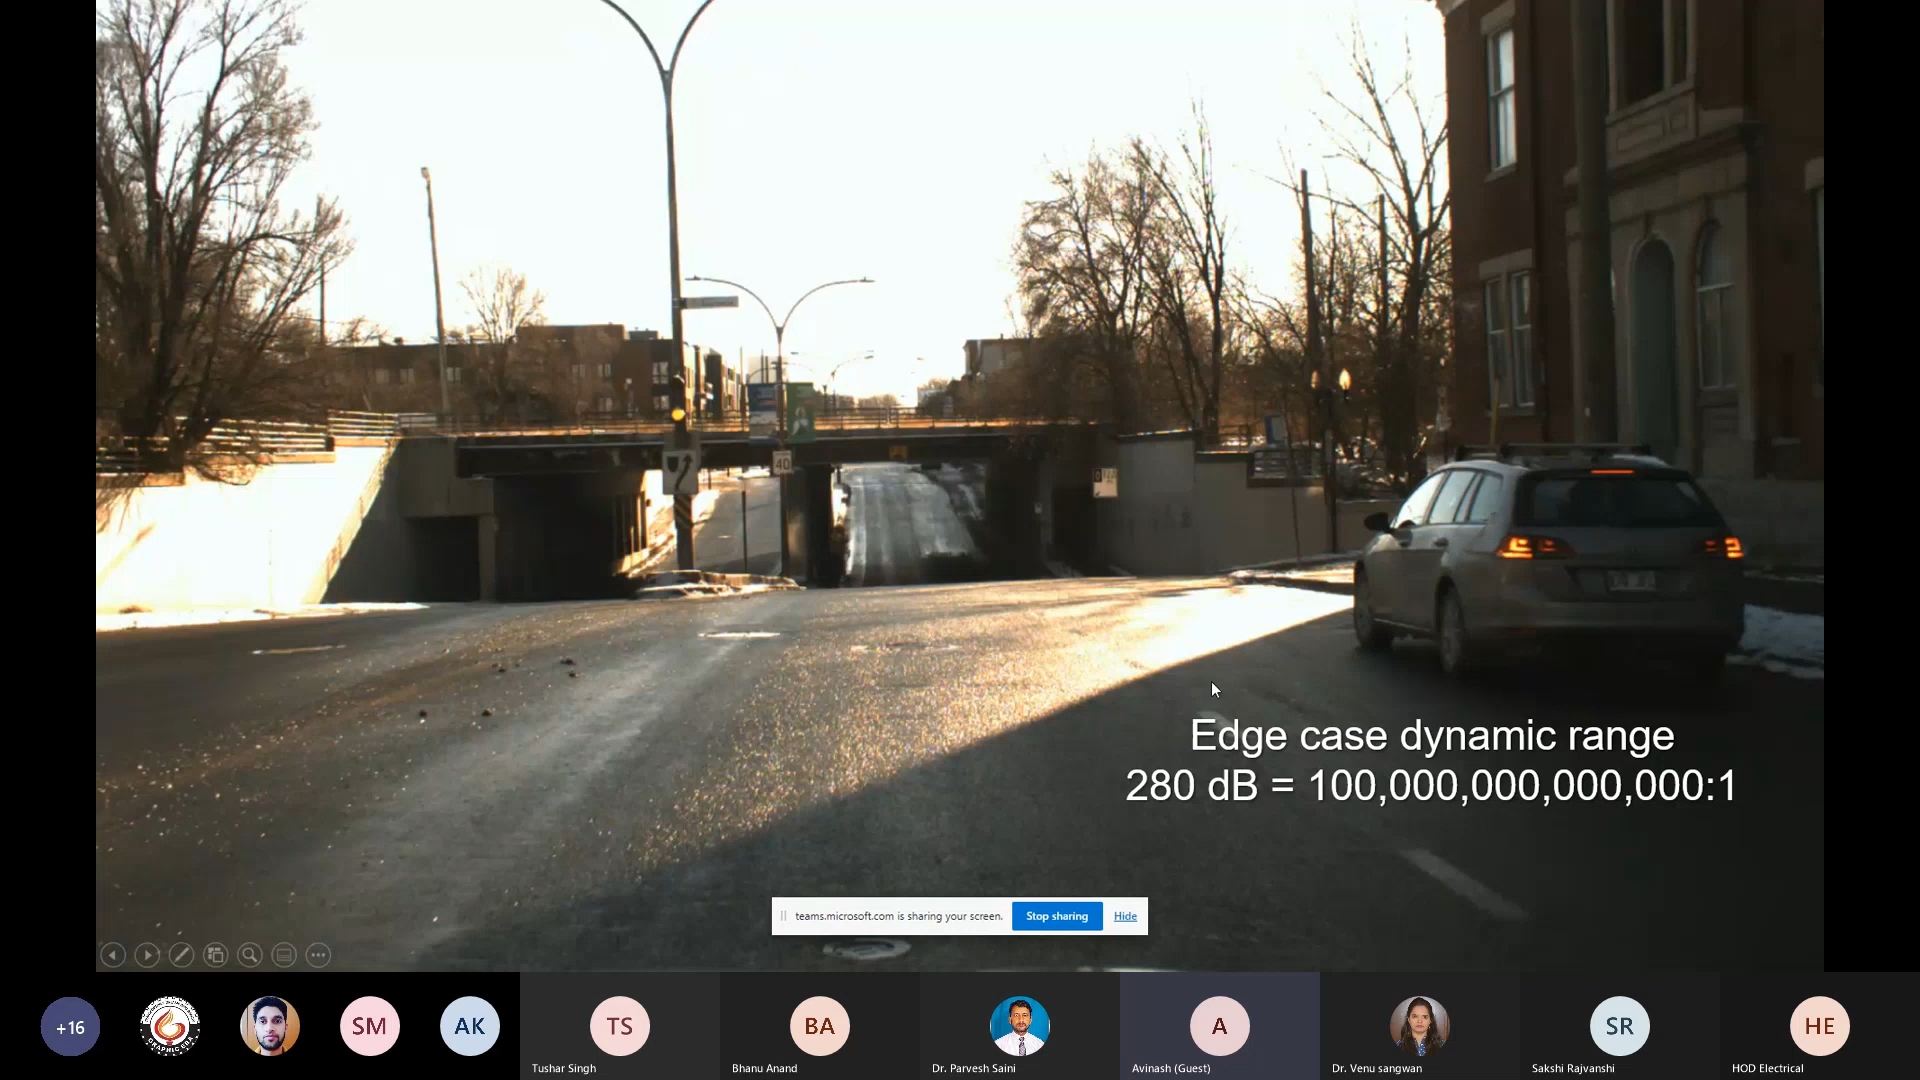 40
Edge case dynamic range
280 dB = 100,000,000,000,000:1
teams.microsoft.com is sharing your screen.
Stop sharing
Hide
+16
GRAPHIC ERA
SM
AK
TS
BA
A
SR
HE
Tushar Singh
Bhanu Anand
Dr. Parvesh Saini
Avinash (Guest)
Dr. Venu sangwan
Sakshi Rajvanshi
HOD Electrical